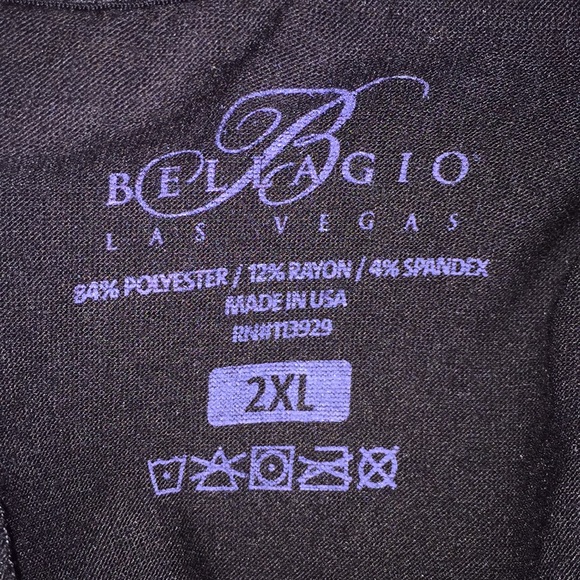 B
BELLAGIO
LAS VEGAS
84% POLYESTER / 12% RAYON / 4% SPANDEX
MADE IN USA
RN#113929
2XL